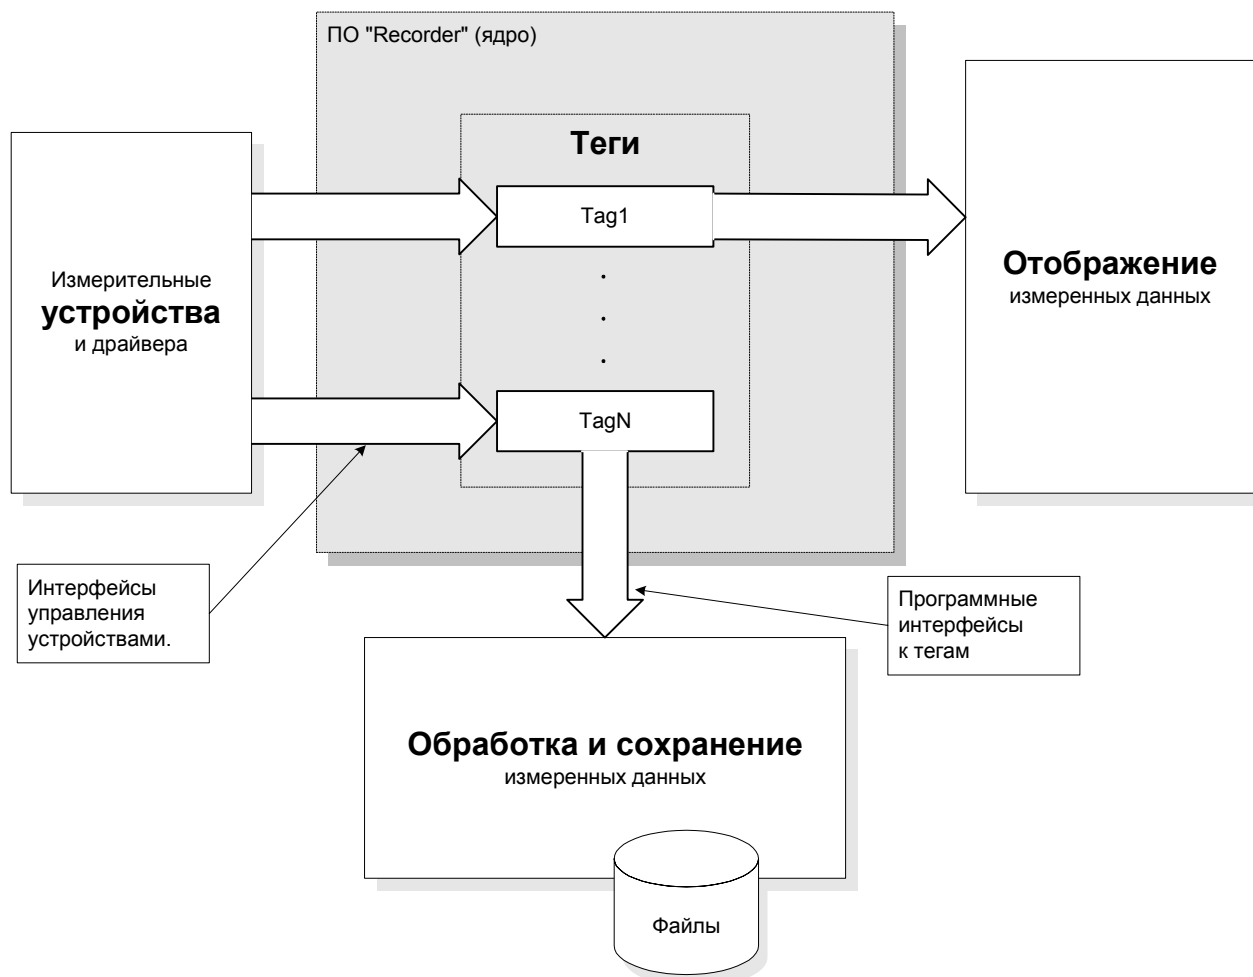 ПО "Recorder" (ядро)
Теги
Tag1
.
.
.
TagN
Измерительные
устройства
и драйвера
Отображение
измеренных данных
Интерфейсы
управления
устройствами.
Программные
интерфейсы
к тегам
Обработка и сохранение
измеренных данных
Файлы